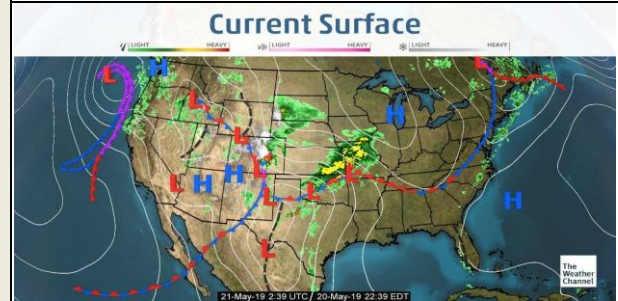 Current Surface
LIGHT HEAVY LIGHT HEAVY LIGHT HEAVY
L H
L
L H
L
L H H L L L
L H
L
The
Weather
Channel
21-May-19 2:39 UTC / 20-May-19 22:39 EDT